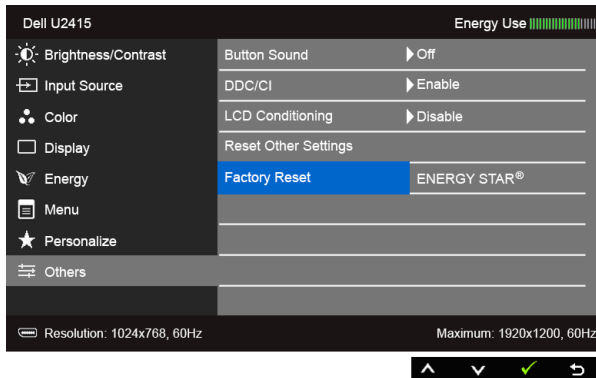 Dell U2415 Energy Use
Brightness/Contrast Button Sound Off
Input Source DDC/CI Enable
Color LCD Conditioning Disable
Display Reset Other Settings
Energy Factory Reset ENERGY STAR®
Menu
Personalize
Others
Resolution: 1024x768, 60Hz Maximum: 1920x1200, 60Hz